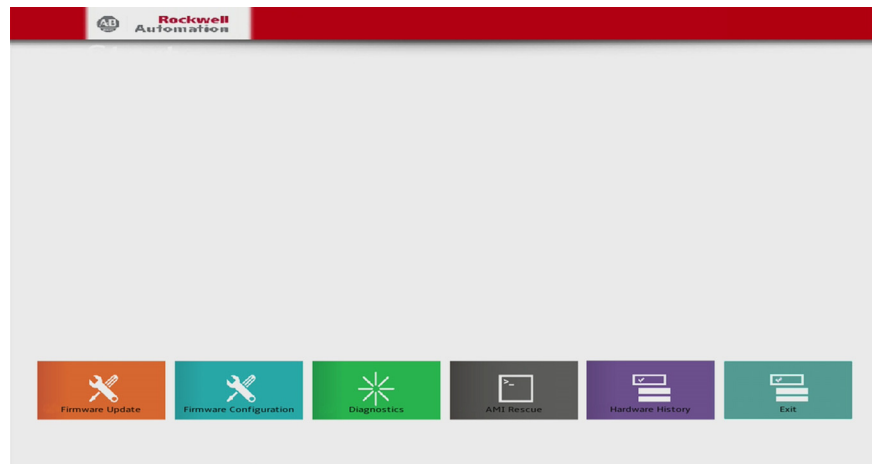 AB
Rockwell
Automation
Firmware Update
Firmware Configuration
Diagnostics
>_
AMI Rescue
Hardware History
Exit